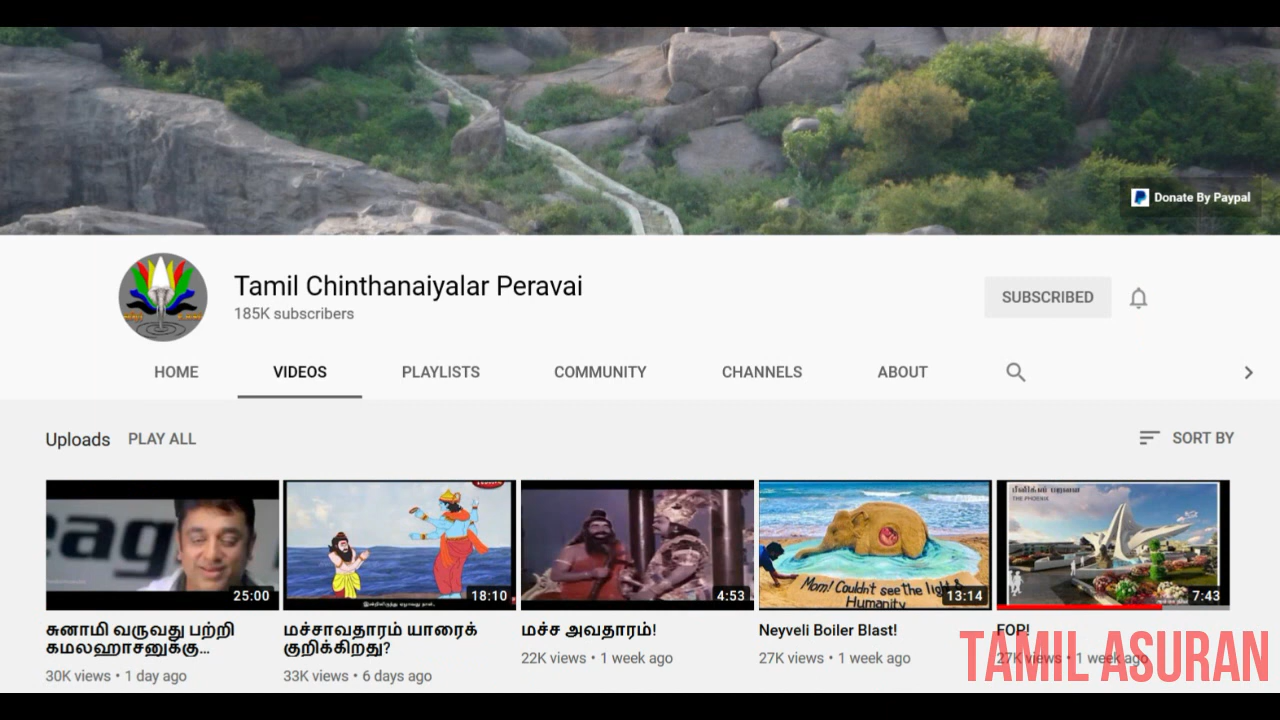 Donate By Paypal
Tamil Chinthanaiyalar Peravai
185K subscribers
SUBSCRIBED
HOME
VIDEOS
PLAYLISTS
COMMUNITY
CHANNELS
ABOUT
Uploads
PLAY ALL
SORT BY
eag
25:00
18:10
4:53
Mom! Couldn't see the light &
Humanity
13:14
THE PHOENIX
7:43
சுனாமி வருவது பற்றி
கமலஹாசனுக்கு...
30K views • 1 day ago
மச்சாவதாரம் யாரைக்
குறிக்கிறது?
33K views • 6 days ago
மச்ச அவதாரம்!
22K views • 1 week ago
Neyveli Boiler Blast!
27K views • 1 week ago
FOP!
27K views • 1 week ago
TAMIL ASURAN